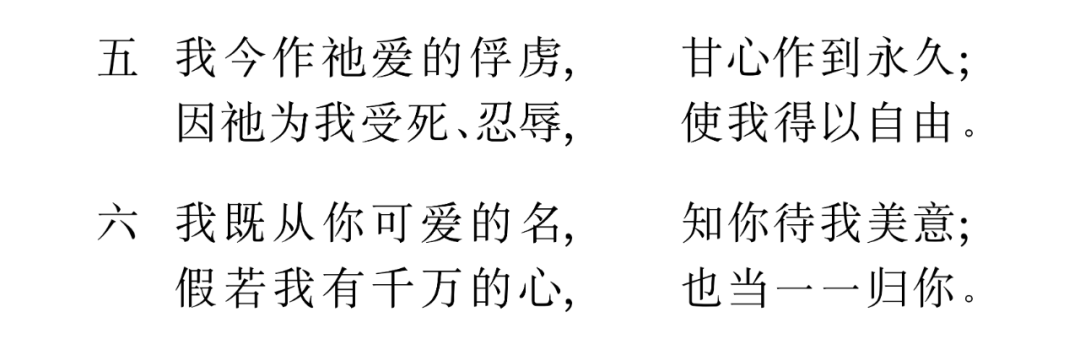 五 我今作祂爱的俘虏, 甘心作到永久;
因祂为我受死、忍辱, 使我得以自由。
六 我既从你可爱的名, 知你待我美意;
假若我有千万的心, 也当一一归你。